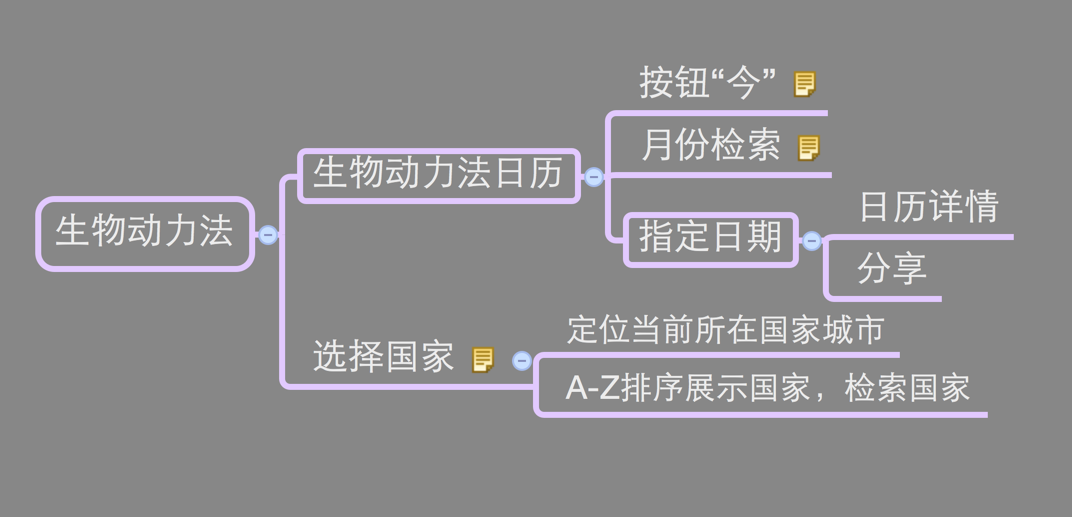 生物动力法
生物动力法日历
按钮“今”
月份检索
指定日期
日历详情
分享
选择国家
定位当前所在国家城市
A-Z排序展示国家，检索国家